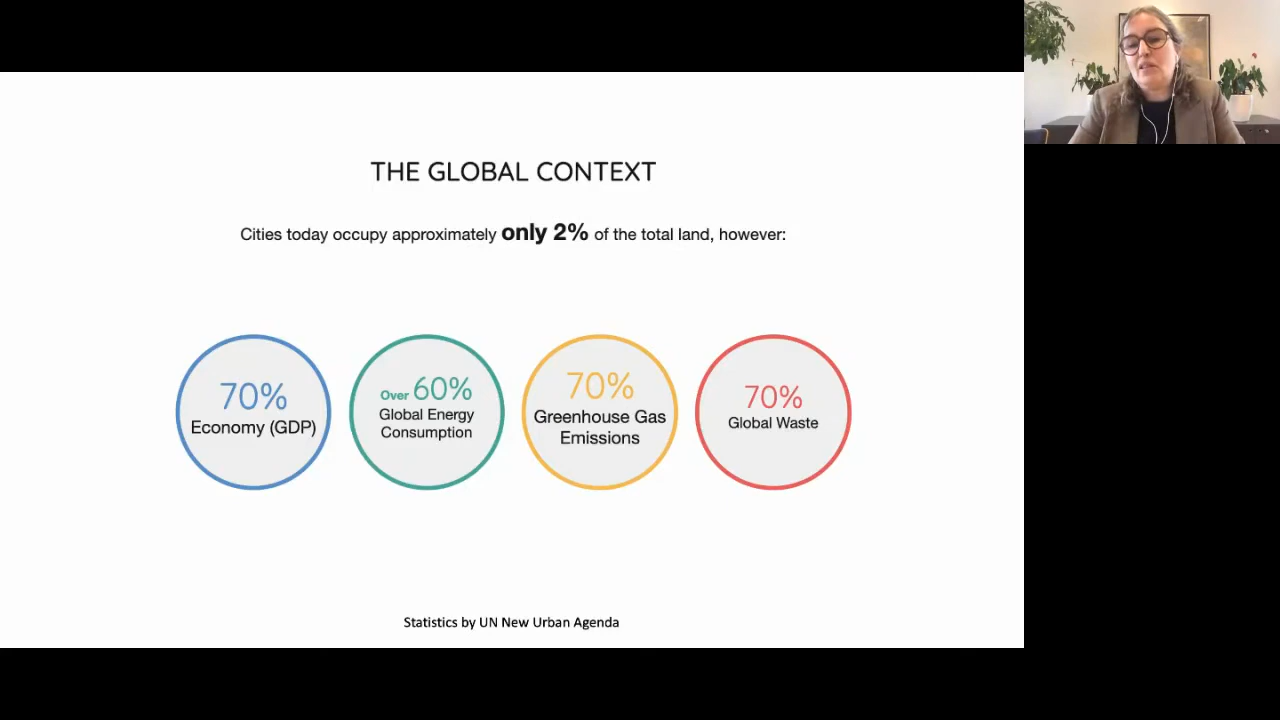 THE GLOBAL CONTEXT
Cities today occupy approximately only 2% of the total land, however:
70%
Economy (GDP)
Over 60%
Global Energy
Consumption
70%
Greenhouse Gas
Emissions
70%
Global Waste
Statistics by UN New Urban Agenda